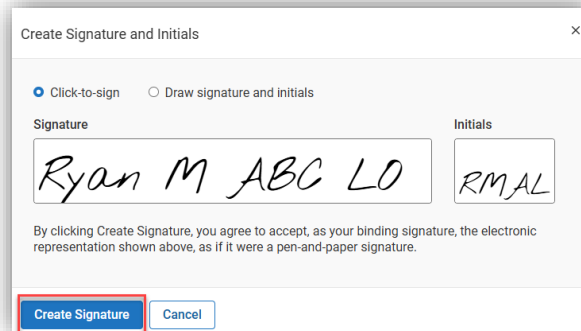 Create Signature and Initials ×
Click-to-sign Draw signature and initials
Signature Initials
Ryan M ABC LO RMAL
By clicking Create Signature, you agree to accept, as your binding signature, the electronic
representation shown above, as if it were a pen-and-paper signature.
Create Signature Cancel